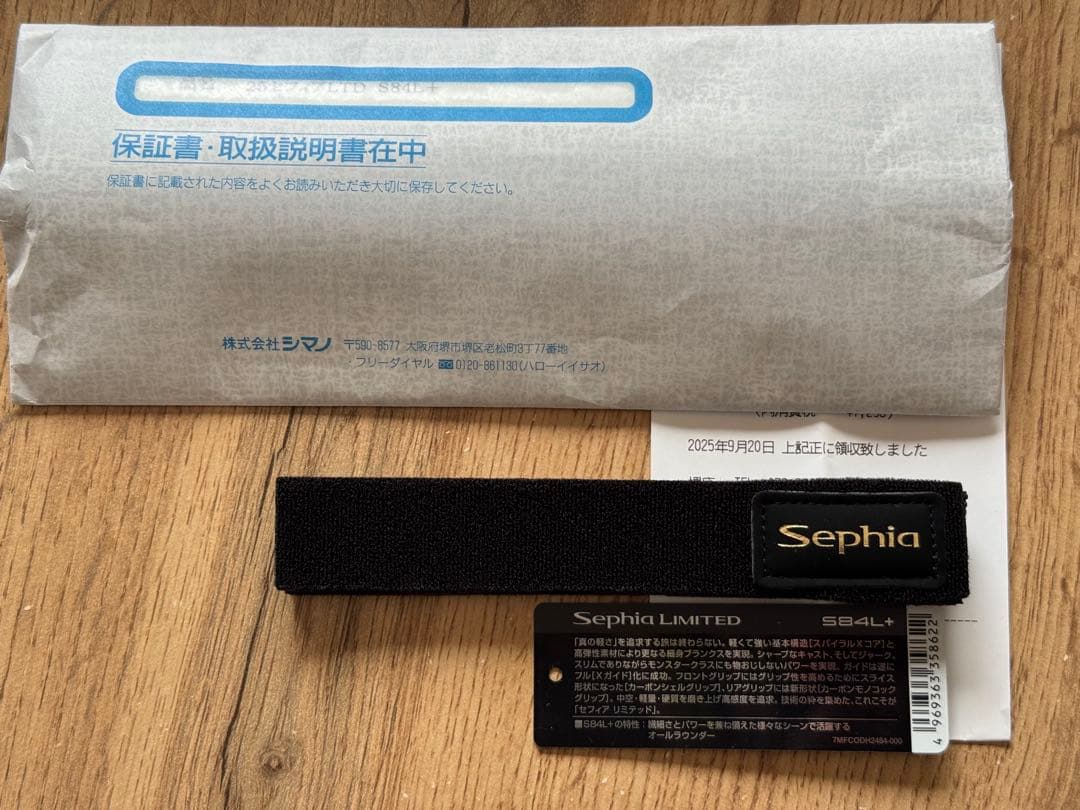 25セフィアLTD S84L+
保証書・取扱説明書在中
保証書に記載された内容をよくお読みいただき大切に保存してください。
株式会社シマノ 〒590-8577 大阪府堺市堺区老松町3丁77番地
フリーダイヤル 0120-861130(ハローイイサオ)
2025年9月20日 上記正に領収致しました
Sephia
Sephia LIMITED S84L+
「真の軽さ」を追求する旅は終わらない。軽くて強い基本構造[スパイラルXコア]と
高弾性素材により更なる細身ブランクスを実現。シャープなキャスト、そしてジャーク。
スリムでありながらモンスタークラスにも物おじしないパワーを実現。ガイドは遂に
フル[Xガイド]化に成功。フロントグリップにはグリップ性を高めるためにスライス
形状になった[カーボンシェルグリップ]、リアグリップには新形状[カーボンモノコック
グリップ]。中空・軽量・硬質を磨き上げ高感度を追求。技術の粋を集めた、これこそが
[セフィア リミテッド]。
■S84L+の特性:繊細さとパワーを兼ね備えた様々なシーンで活躍する
オールラウンダー
7MFCODH2484-000
4 969363 358622